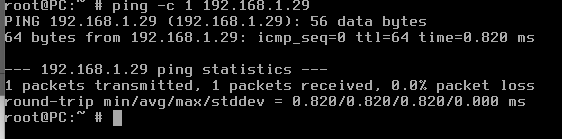 root@PC:~ # ping -c 1 192.168.1.29
PING 192.168.1.29 (192.168.1.29): 56 data bytes
64 bytes from 192.168.1.29: icmp_seq=0 ttl=64 time=0.820 ms

--- 192.168.1.29 ping statistics ---
1 packets transmitted, 1 packets received, 0.0% packet loss
round-trip min/avg/max/stddev = 0.820/0.820/0.820/0.000 ms
root@PC:~ #